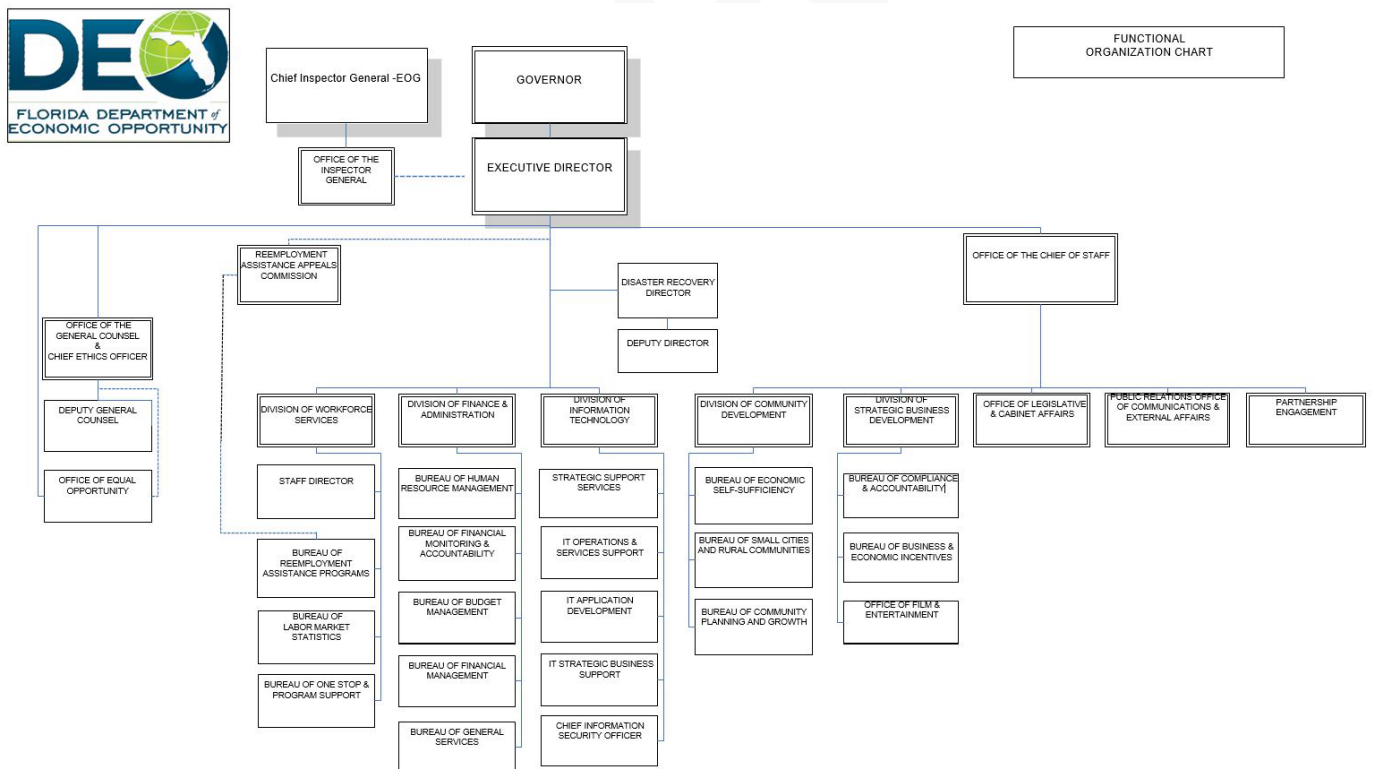 DEO
FLORIDA DEPARTMENT of
ECONOMIC OPPORTUNITY
Chief Inspector General -EOG
GOVERNOR
FUNCTIONAL
ORGANIZATION CHART
OFFICE OF THE
INSPECTOR
GENERAL
EXECUTIVE DIRECTOR
REEMPLOYMENT
ASSISTANCE APPEALS
COMMISSION
OFFICE OF THE CHIEF OF STAFF
DISASTER RECOVERY
DIRECTOR
DEPUTY DIRECTOR
OFFICE OF THE
GENERAL COUNSEL
&
CHIEF ETHICS OFFICER
DEPUTY GENERAL
COUNSEL
OFFICE OF EQUAL
OPPORTUNITY
DIVISION OF WORKFORCE
SERVICES
STAFF DIRECTOR
BUREAU OF
REEMPLOYMENT
ASSISTANCE PROGRAMS
BUREAU OF
LABOR MARKET
STATISTICS
BUREAU OF ONE STOP &
PROGRAM SUPPORT
DIVISION OF FINANCE &
ADMINISTRATION
BUREAU OF HUMAN
RESOURCE MANAGEMENT
BUREAU OF FINANCIAL
MONITORING &
ACCOUNTABILITY
BUREAU OF BUDGET
MANAGEMENT
BUREAU OF FINANCIAL
MANAGEMENT
BUREAU OF GENERAL
SERVICES
DIVISION OF
INFORMATION
TECHNOLOGY
STRATEGIC SUPPORT
SERVICES
IT OPERATIONS &
SERVICES SUPPORT
IT APPLICATION
DEVELOPMENT
IT STRATEGIC BUSINESS
SUPPORT
CHIEF INFORMATION
SECURITY OFFICER
DIVISION OF COMMUNITY
DEVELOPMENT
BUREAU OF ECONOMIC
SELF-SUFFICIENCY
BUREAU OF SMALL CITIES
AND RURAL COMMUNITIES
BUREAU OF COMMUNITY
PLANNING AND GROWTH
DIVISION OF
STRATEGIC BUSINESS
DEVELOPMENT
BUREAU OF COMPLIANCE
& ACCOUNTABILITY
BUREAU OF BUSINESS &
ECONOMIC INCENTIVES
OFFICE OF FILM &
ENTERTAINMENT
OFFICE OF LEGISLATIVE
& CABINET AFFAIRS
PUBLIC RELATIONS OFFICE
OF COMMUNICATIONS &
EXTERNAL AFFAIRS
PARTNERSHIP
ENGAGEMENT